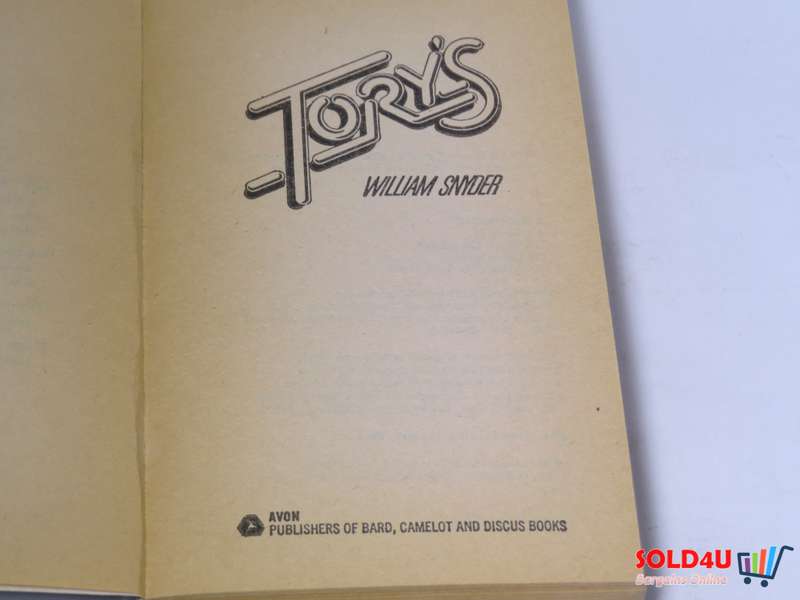 TORY'S
WILLIAM SNYDER
AVON
PUBLISHERS OF BARD, CAMELOT AND DISCUS BOOKS
SOLD4U
Bargains Online